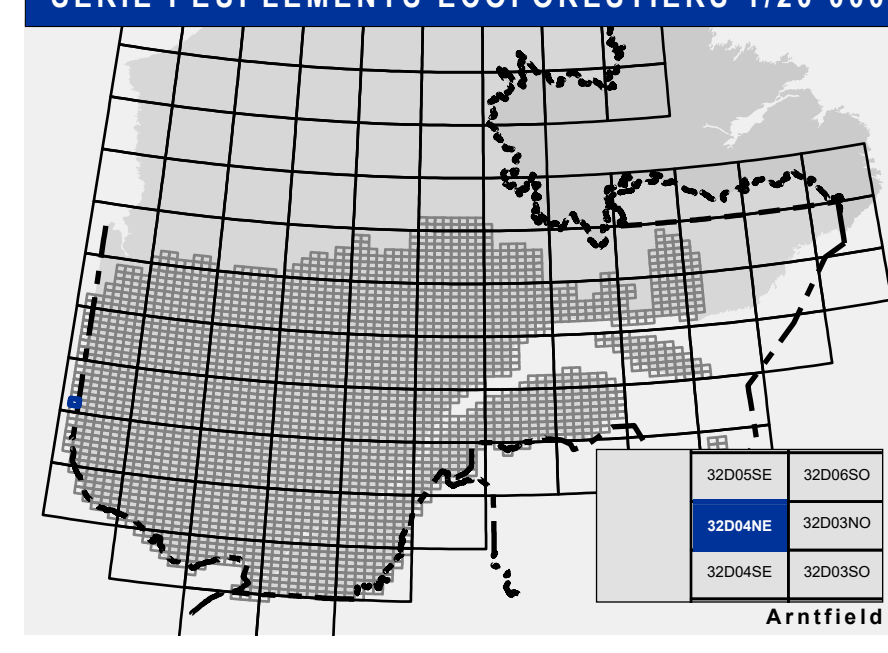 SÉRIE PEUPLEMENTS ÉCOFORESTIERS 1/20 000
32D05SE 32D06SO
32D04NE 32D03NO
32D04SE 32D03SO
Arntfield